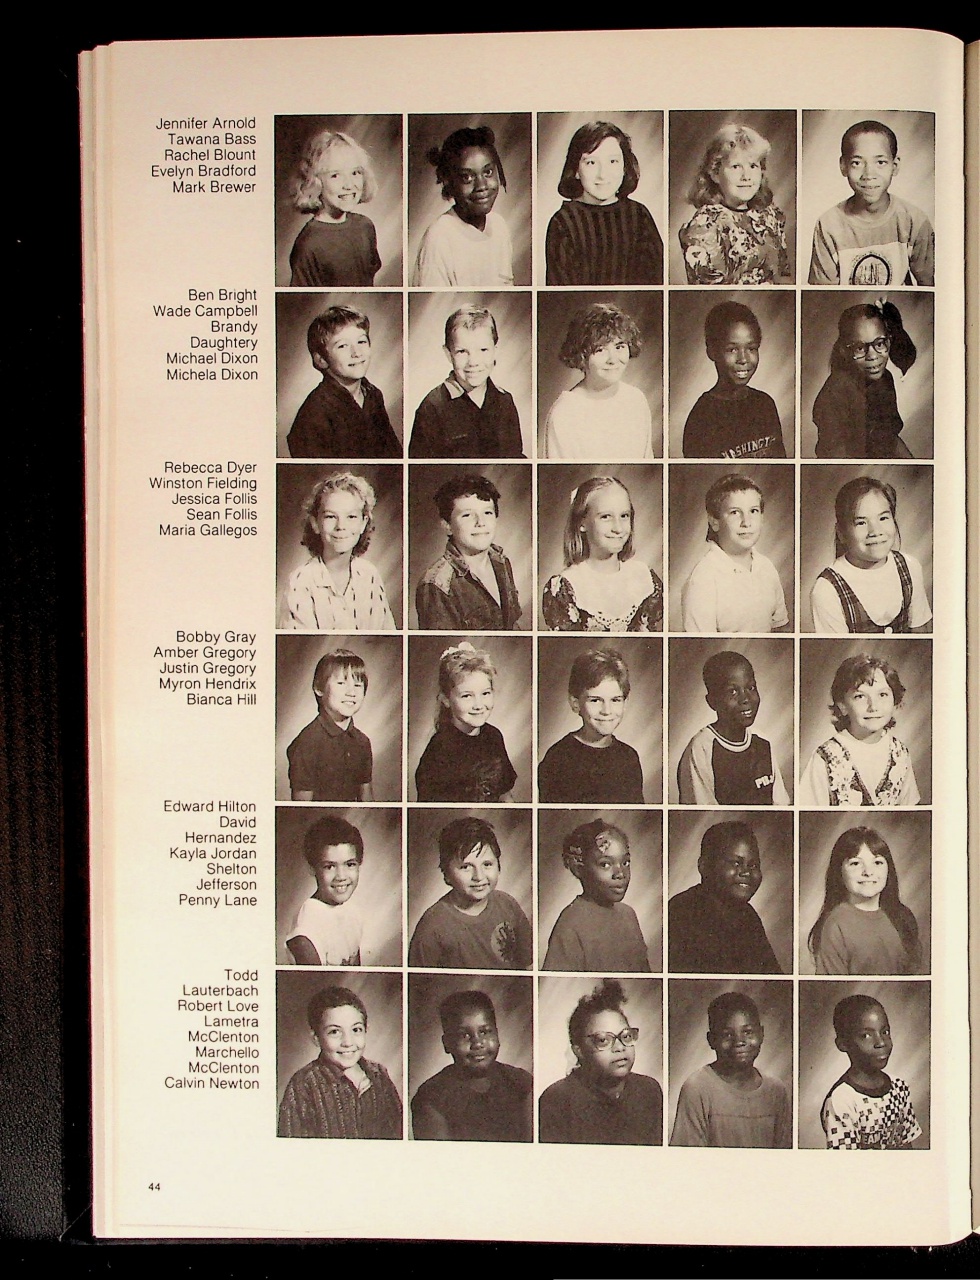 Jennifer Arnold
Tawana Bass
Rachel Blount
Evelyn Bradford
Mark Brewer
Ben Bright
Wade Campbell
Brandy
Daughtery
Michael Dixon
Michela Dixon
Rebecca Dyer
Winston Fielding
Jessica Follis
Sean Follis
Maria Gallegos
Bobby Gray
Amber Gregory
Justin Gregory
Myron Hendrix
Bianca Hill
Edward Hilton
David
Hernandez
Kayla Jordan
Shelton
Jefferson
Penny Lane
Todd
Lauterbach
Robert Love
Lametra
McClenton
Marchello
McClenton
Calvin Newton
44